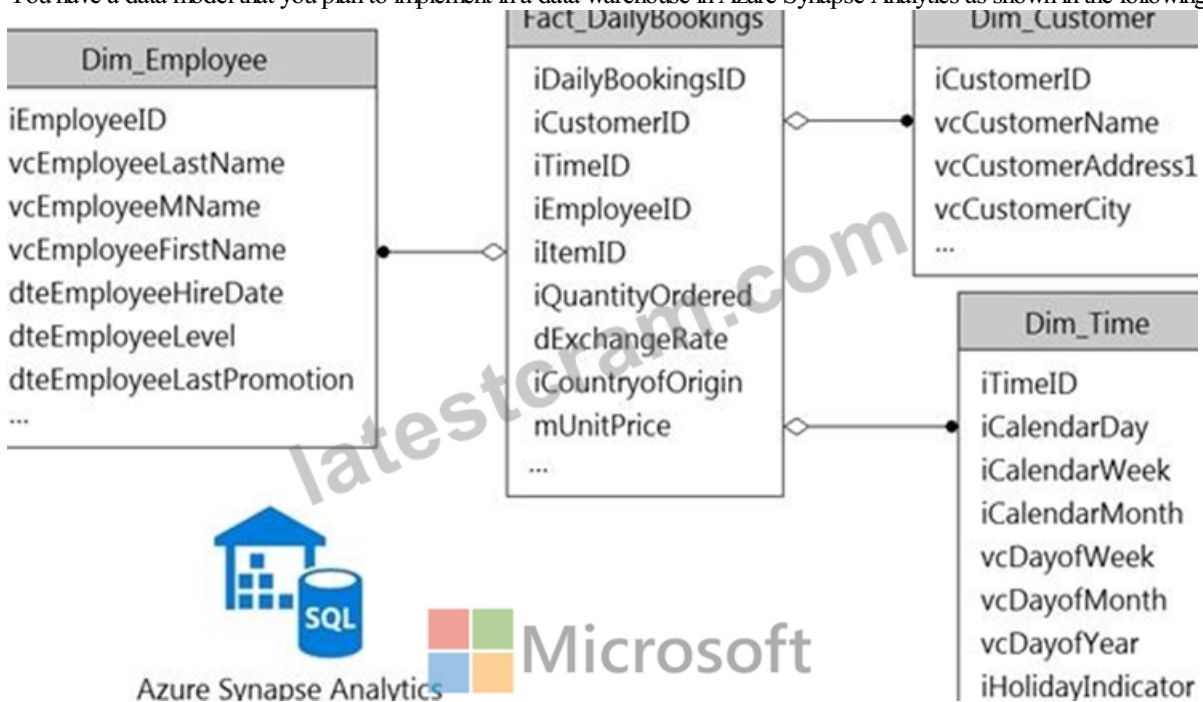 You have a data model that you plan to implement in a data warehouse in Azure Synapse Analytics as shown in the following
Dim_Employee
iEmployeeID
vcEmployeeLastName
vcEmployeeMName
vcEmployeeFirstName
dteEmployeeHireDate
dteEmployeeLevel
dteEmployeeLastPromotion
...
Fact_DailyBookings
iDailyBookingsID
iCustomerID
iTimeID
iEmployeeID
iItemID
iQuantityOrdered
dExchangeRate
iCountryofOrigin
mUnitPrice
...
Dim_Customer
iCustomerID
vcCustomerName
vcCustomerAddress1
vcCustomerCity
...
Dim_Time
iTimeID
iCalendarDay
iCalendarWeek
iCalendarMonth
vcDayofWeek
vcDayofMonth
vcDayofYear
iHolidayIndicator
SQL
Azure Synapse Analytics
Microsoft
latestcram.com